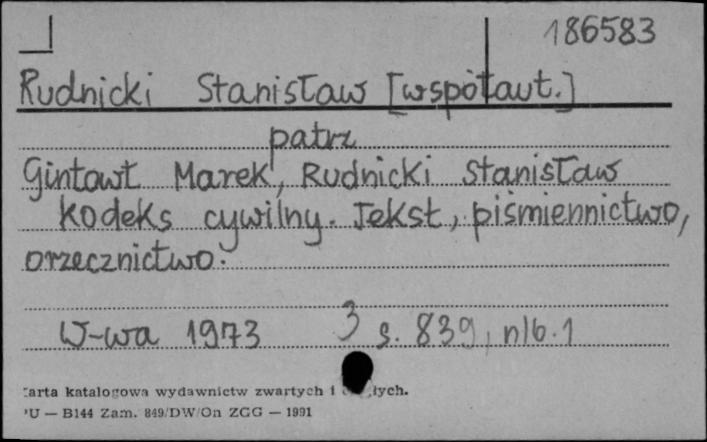 186583
Rudnicki Stanisław [współaut.]
patrz
Gintowt Marek, Rudnicki Stanisław
Kodeks cywilny. Tekst, piśmiennictwo,
orzecznictwo.
W-wa 1973 3 s. 839, nlb. 1
Karta katalogowa wydawnictw zwartych i
PU — B144 Zam. 849/DW/On ZGG — 1991